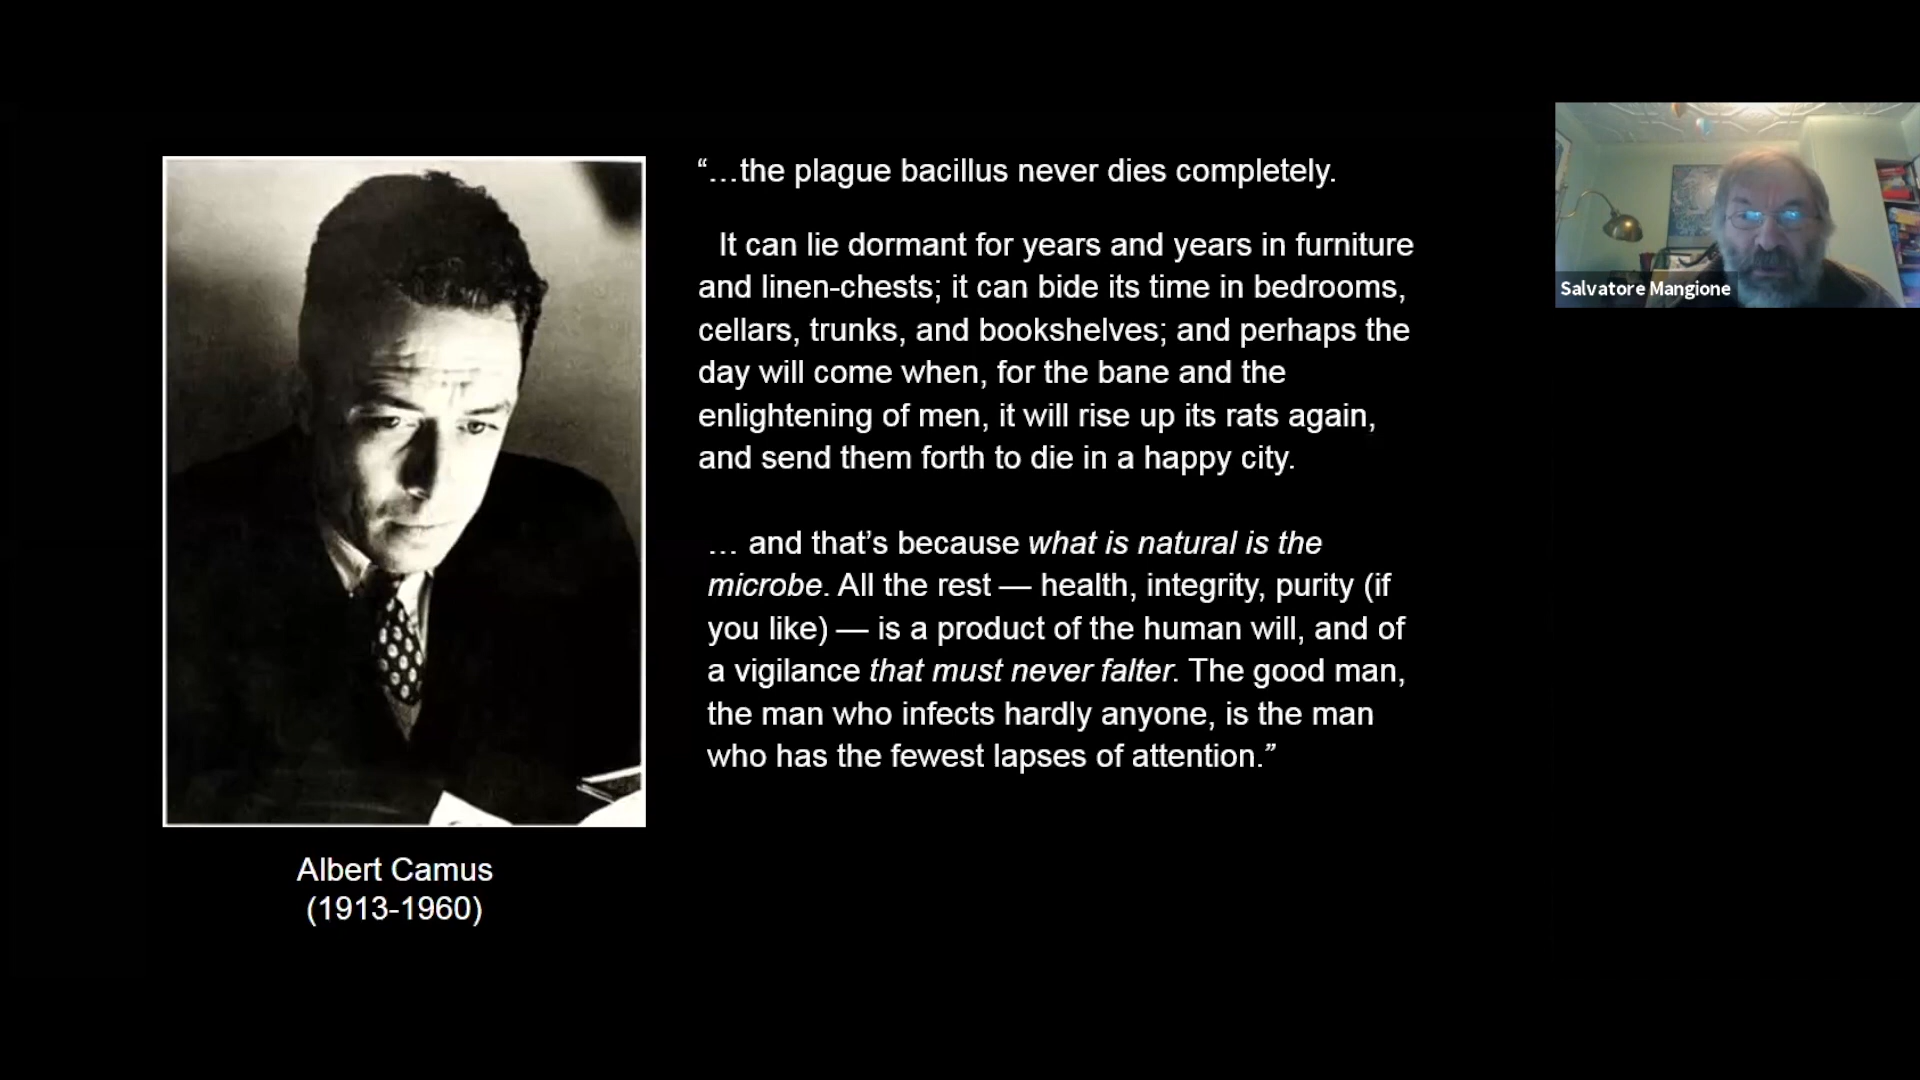 “…the plague bacillus never dies completely.
It can lie dormant for years and years in furniture
and linen-chests; it can bide its time in bedrooms,
cellars, trunks, and bookshelves; and perhaps the
day will come when, for the bane and the
enlightening of men, it will rise up its rats again,
and send them forth to die in a happy city.
… and that’s because what is natural is the
microbe. All the rest — health, integrity, purity (if
you like) — is a product of the human will, and of
a vigilance that must never falter. The good man,
the man who infects hardly anyone, is the man
who has the fewest lapses of attention.”
Albert Camus
(1913-1960)
Salvatore Mangione